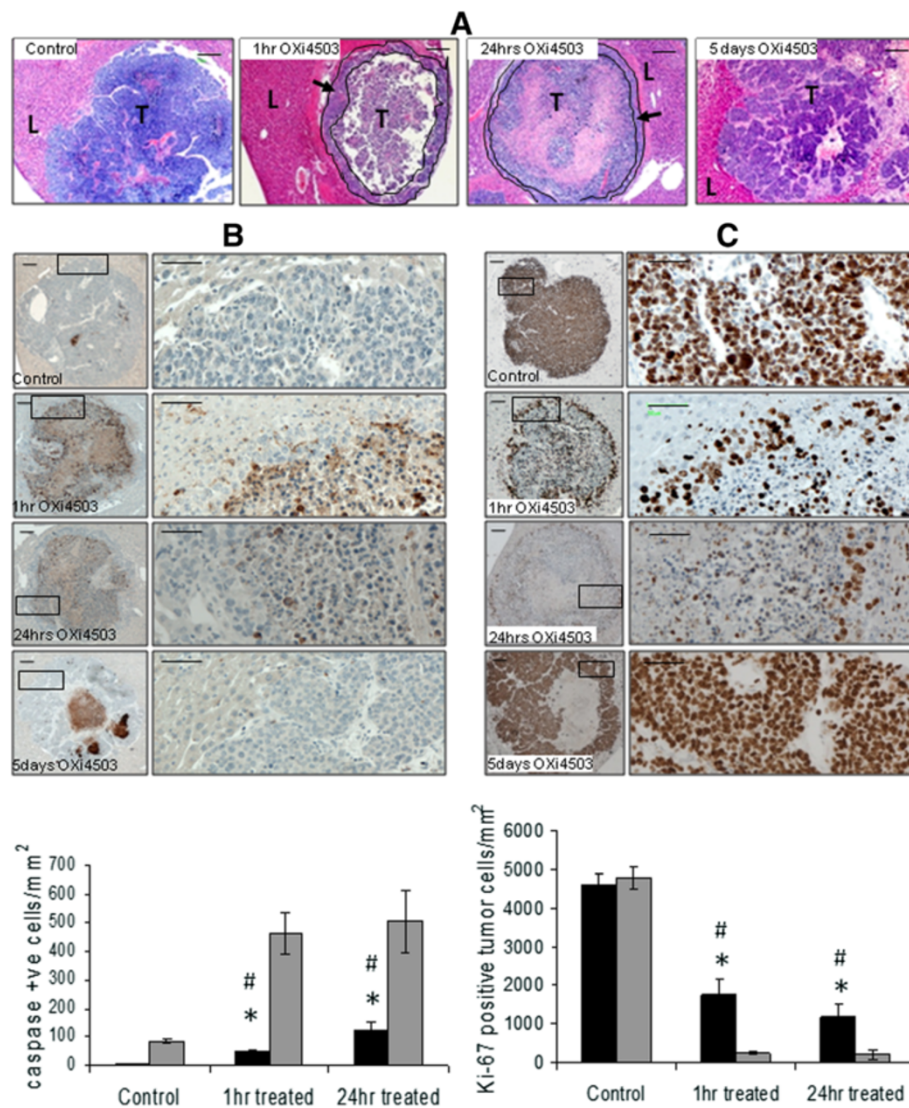 A
Control
1hr OXi4503
24hrs OXi4503
5 days OXi4503
L
T
L
T
T
L
T
L
B
C
Control
1hr OXi4503
24hrs OXi4503
5days OXi4503
Control
1hr OXi4503
24hrs OXi4503
5days OXi4503
caspase +ve cells/mm²
700
600
500
400
300
200
100
0
#
*
#
*
Control
1hr treated
24hr treated
Ki-67 positive tumor cells/mm²
6000
5000
4000
3000
2000
1000
0
#
*
#
*
Control
1hr treated
24hr treated